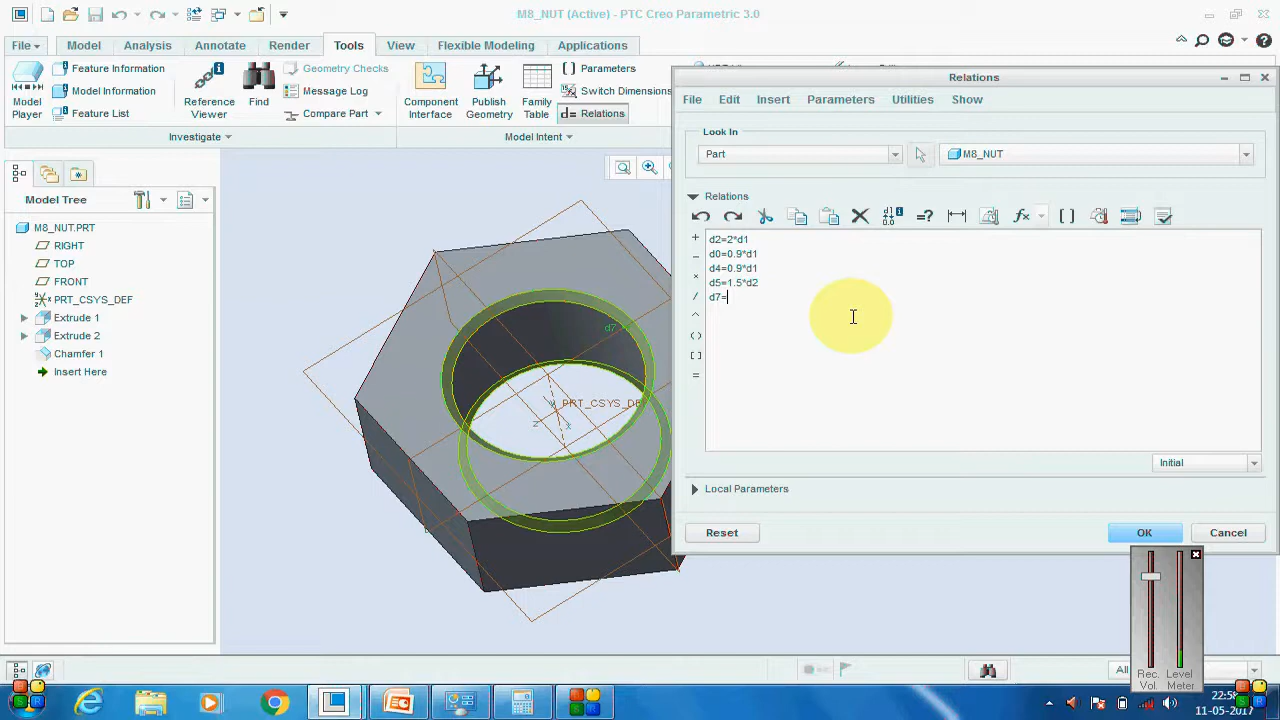 M8_NUT (Active) - PTC Creo Parametric 3.0
File
Model
Analysis
Annotate
Render
Tools
View
Flexible Modeling
Applications
Model Player
Feature Information
Model Information
Feature List
Reference Viewer
Find
Geometry Checks
Message Log
Compare Part
Component Interface
Publish Geometry
Family Table
Parameters
Switch Dimensions
d= Relations
Investigate
Model Intent
Model Tree
M8_NUT.PRT
RIGHT
TOP
FRONT
PRT_CSYS_DEF
Extrude 1
Extrude 2
Chamfer 1
Insert Here
d7
PRT_CSYS_DE
z
x
Relations
File
Edit
Insert
Parameters
Utilities
Show
Look In
Part
M8_NUT
Relations
d2=2*d1
d0=0.9*d1
d4=0.9*d1
d5=1.5*d2
d7=
Initial
Local Parameters
Reset
OK
Cancel
Rec. Vol
Level Meter
All
22:58
11-05-2017